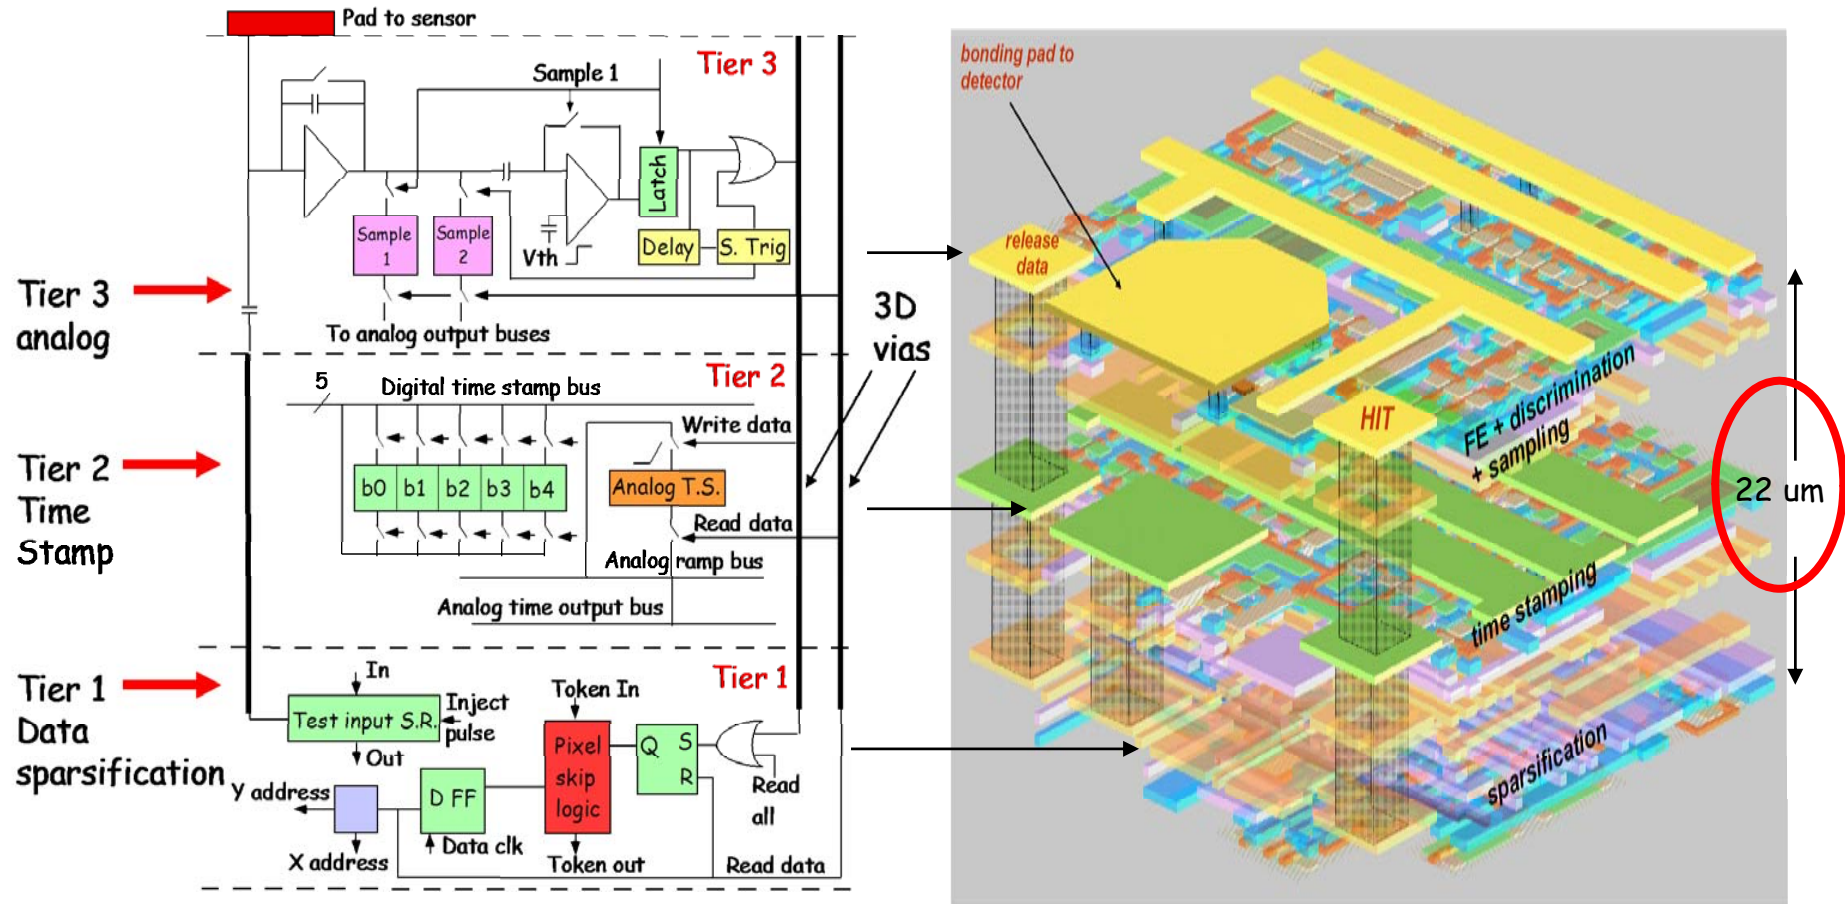 Pad to sensor
Tier 3
Sample 1
Latch
Sample
1
Sample
2
Vth
Delay
S. Trig
To analog output buses
Tier 3
analog
Tier 2
5
Digital time stamp bus
Write data
b0 b1 b2 b3 b4
Analog T.S.
Read data
Analog ramp bus
Analog time output bus
Tier 2
Time
Stamp
Tier 1
In
Test input S.R.
Inject
pulse
Out
Token In
Pixel
skip
logic
Q S
R
Read
all
Y address
D FF
Data clk
X address
Token out
Read data
Tier 1
Data
sparsification
3D
vias
bonding pad to
detector
release
data
HIT
FE + discrimination
+ sampling
time stamping
sparsification
22 um